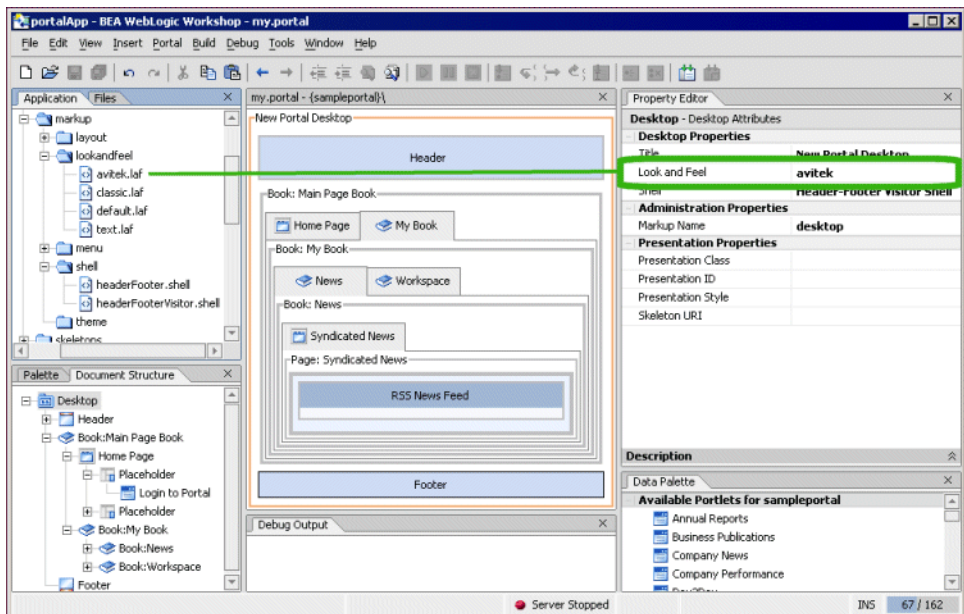 portalApp - BEA WebLogic Workshop - my.portal
File Edit View Insert Portal Build Debug Tools Window Help
Application Files
markup
layout
lookandfeel
avitek.laf
classic.laf
default.laf
text.laf
menu
shell
headerFooter.shell
headerFooterVisitor.shell
theme
skeletons
Palette Document Structure
Desktop
Header
Book:Main Page Book
Home Page
Placeholder
Login to Portal
Placeholder
Book:My Book
Book:News
Book:Workspace
Footer
my.portal - {sampleportal}\
New Portal Desktop
Header
Book: Main Page Book
Home Page My Book
Book: My Book
News Workspace
Book: News
Syndicated News
Page: Syndicated News
RSS News Feed
Footer
Debug Output
Property Editor
Desktop - Desktop Attributes
Desktop Properties
Title New Portal Desktop
Look and Feel avitek
Shell Header-Footer Visitor Shell
Administration Properties
Markup Name desktop
Presentation Properties
Presentation Class
Presentation ID
Presentation Style
Skeleton URI
Description
Data Palette
Available Portlets for sampleportal
Annual Reports
Business Publications
Company News
Company Performance
Dev2Dev
Server Stopped
INS 67 / 162